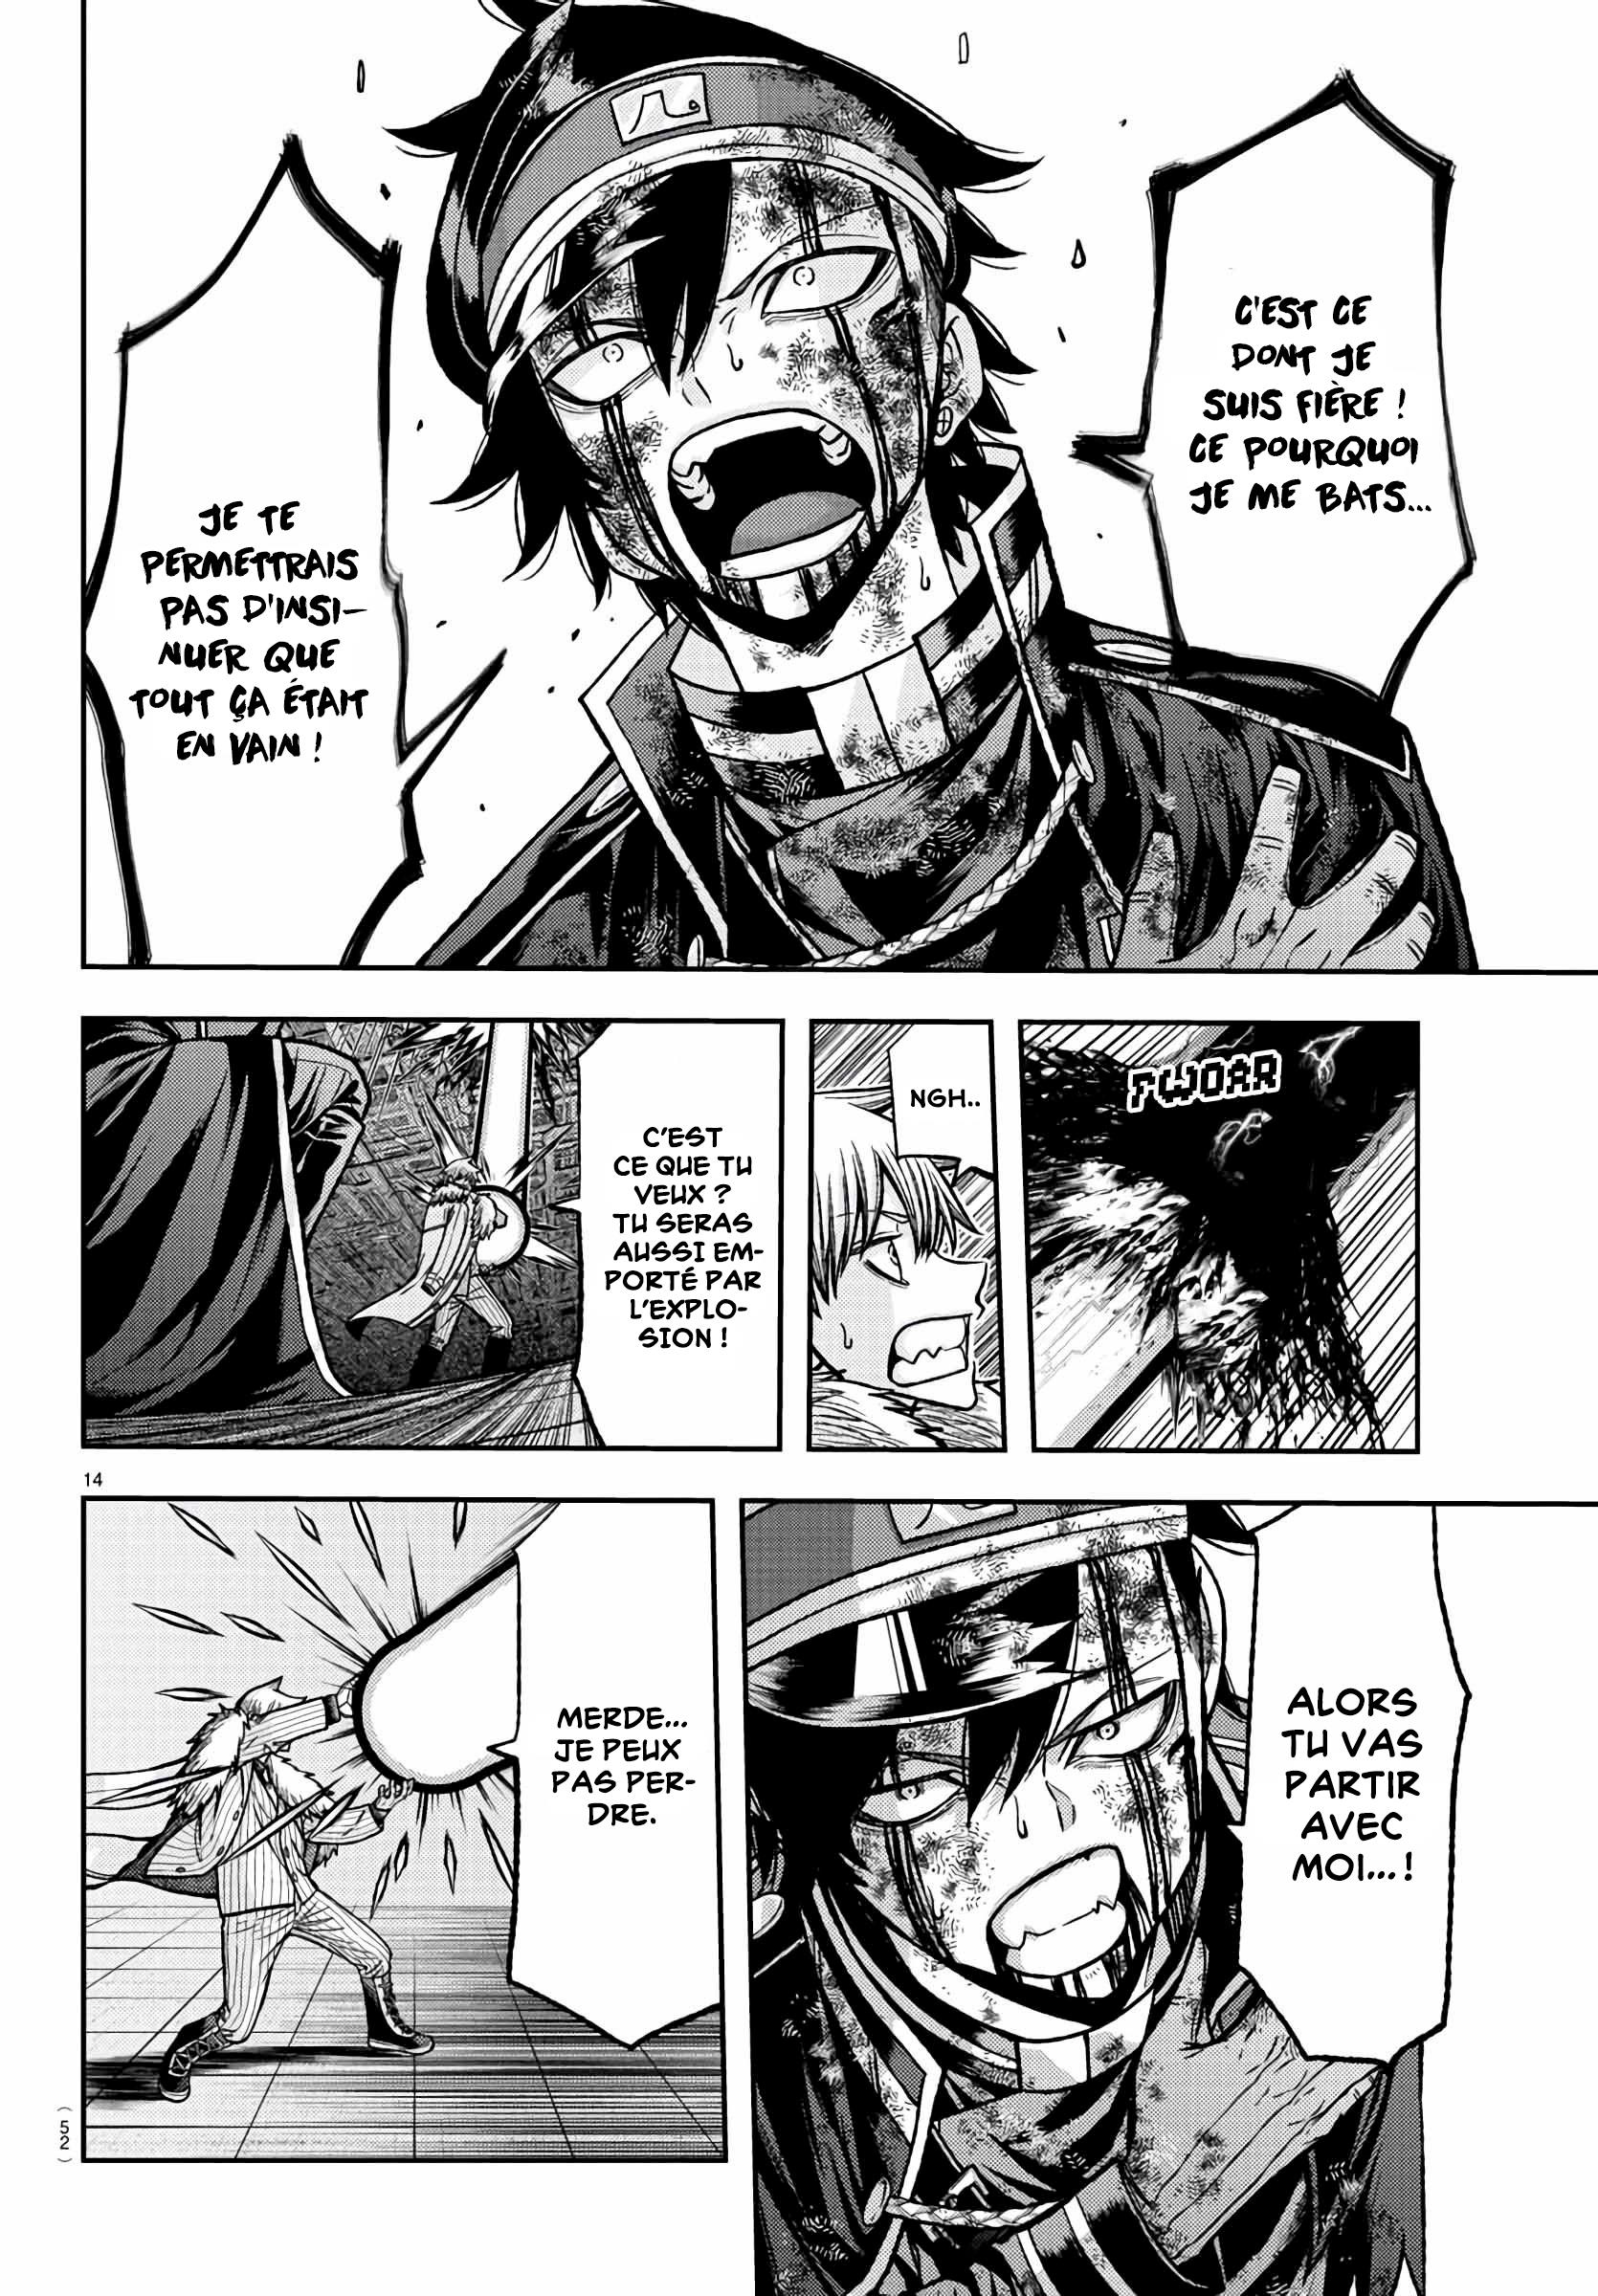 C'EST CE
DONT JE
SUIS FIÈRE !
CE POURQUOI
JE ME BATS...
JE TE
PERMETTRAIS
PAS D'INSI-
NUER QUE
TOUT ÇA ÉTAIT
EN VAIN !
FWOAR
NGH..
C'EST
CE QUE TU
VEUX ?
TU SERAS
AUSSI EM-
PORTÉ PAR
L'EXPLO-
SION !
14
ALORS
TU VAS
PARTIR
AVEC
MOI... !
MERDE...
JE PEUX
PAS PER-
DRE.
(52)